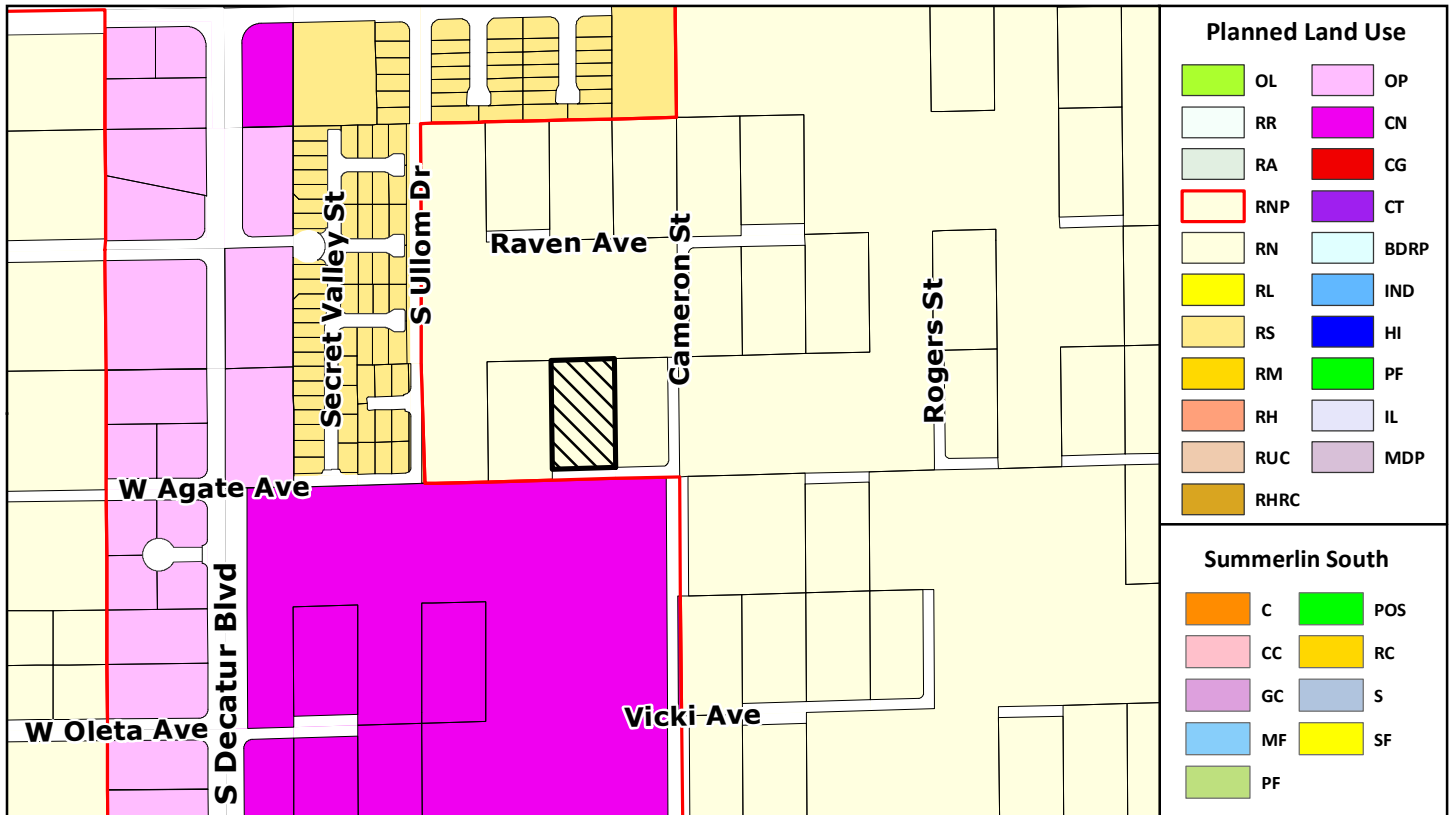 Secret Valley St
S Ullom Dr
Raven Ave
Cameron St
Rogers St
W Agate Ave
S Decatur Blvd
W Oleta Ave
Vicki Ave
Planned Land Use
OL
OP
RR
CN
RA
CG
RNP
CT
RN
BDRP
RL
IND
RS
HI
RM
PF
RH
IL
RUC
MDP
RHRC
Summerlin South
C
POS
CC
RC
GC
S
MF
SF
PF